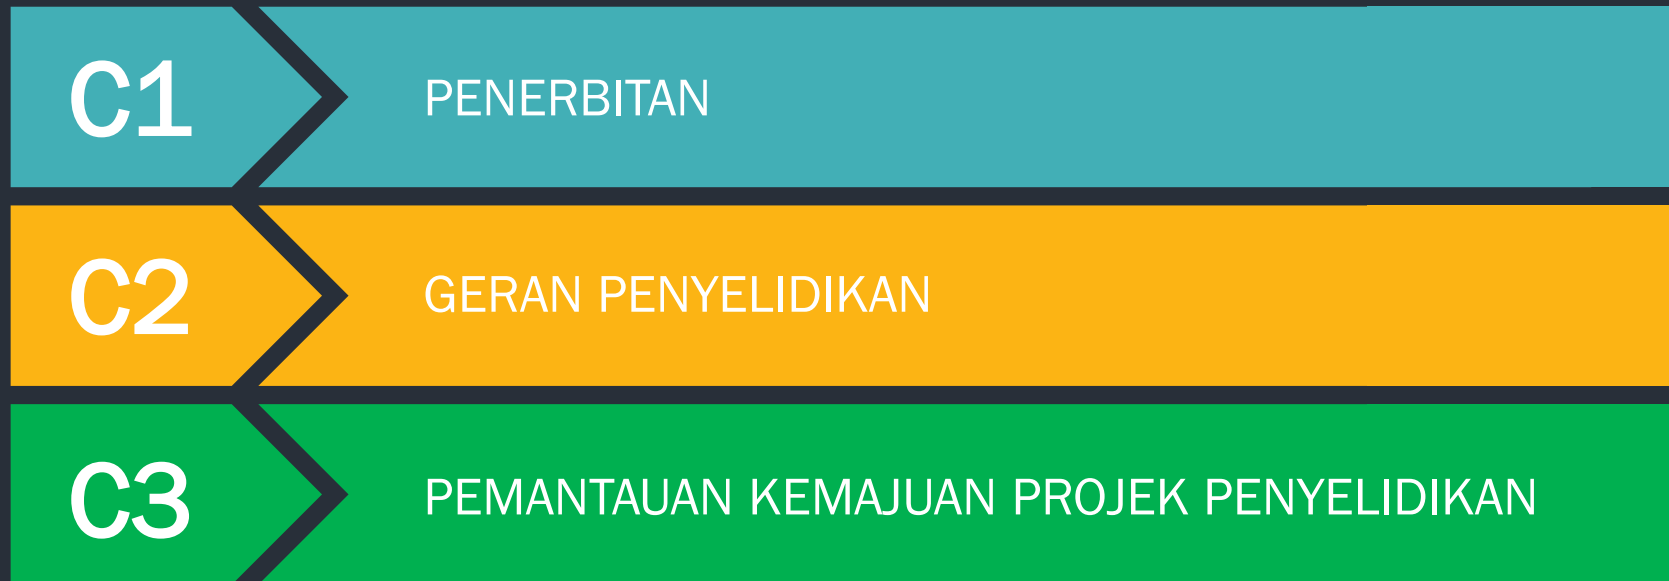 C1 PENERBITAN
C2 GERAN PENYELIDIKAN
C3 PEMANTAUAN KEMAJUAN PROJEK PENYELIDIKAN